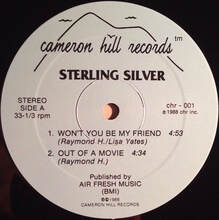 cameron hill records™
STERLING SILVER
STEREO
SIDE A
33-1/3 rpm
chr - 001
℗ 1988 chr inc.
1. WON'T YOU BE MY FRIEND 4:53
(Raymond H./Lisa Yates)
2. OUT OF A MOVIE 4:34
(Raymond H.)
Published by
AIR FRESH MUSIC
(BMI)
℗© 1988
CAMERON HILL RECORDS